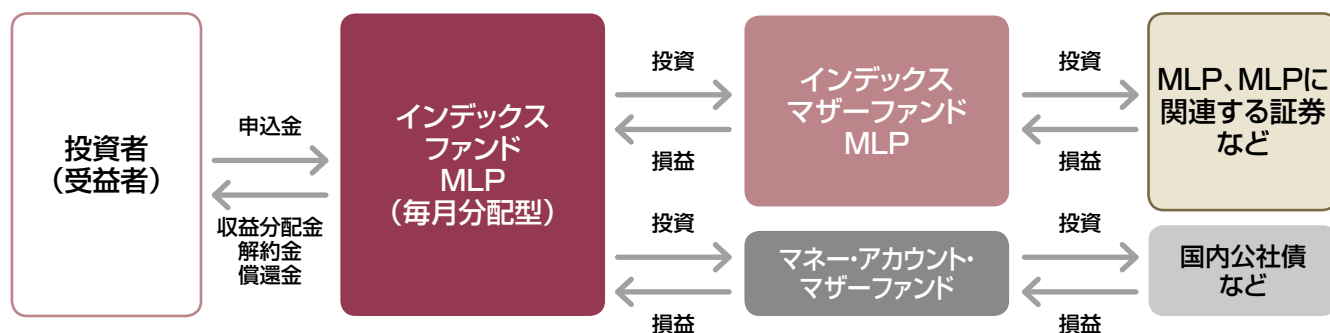 投資者
（受益者）
申込金
収益分配金
解約金
償還金
インデックス
ファンド
MLP
（毎月分配型）
投資
損益
投資
損益
インデックス
マザーファンド
MLP
マネー・アカウント・
マザーファンド
投資
損益
投資
損益
MLP、MLPに
関連する証券
など
国内公社債
など